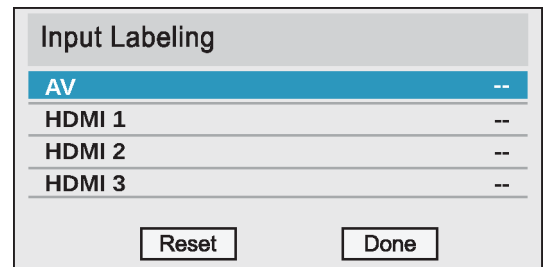 Input Labeling
AV --
HDMI 1 --
HDMI 2 --
HDMI 3 --
Reset Done